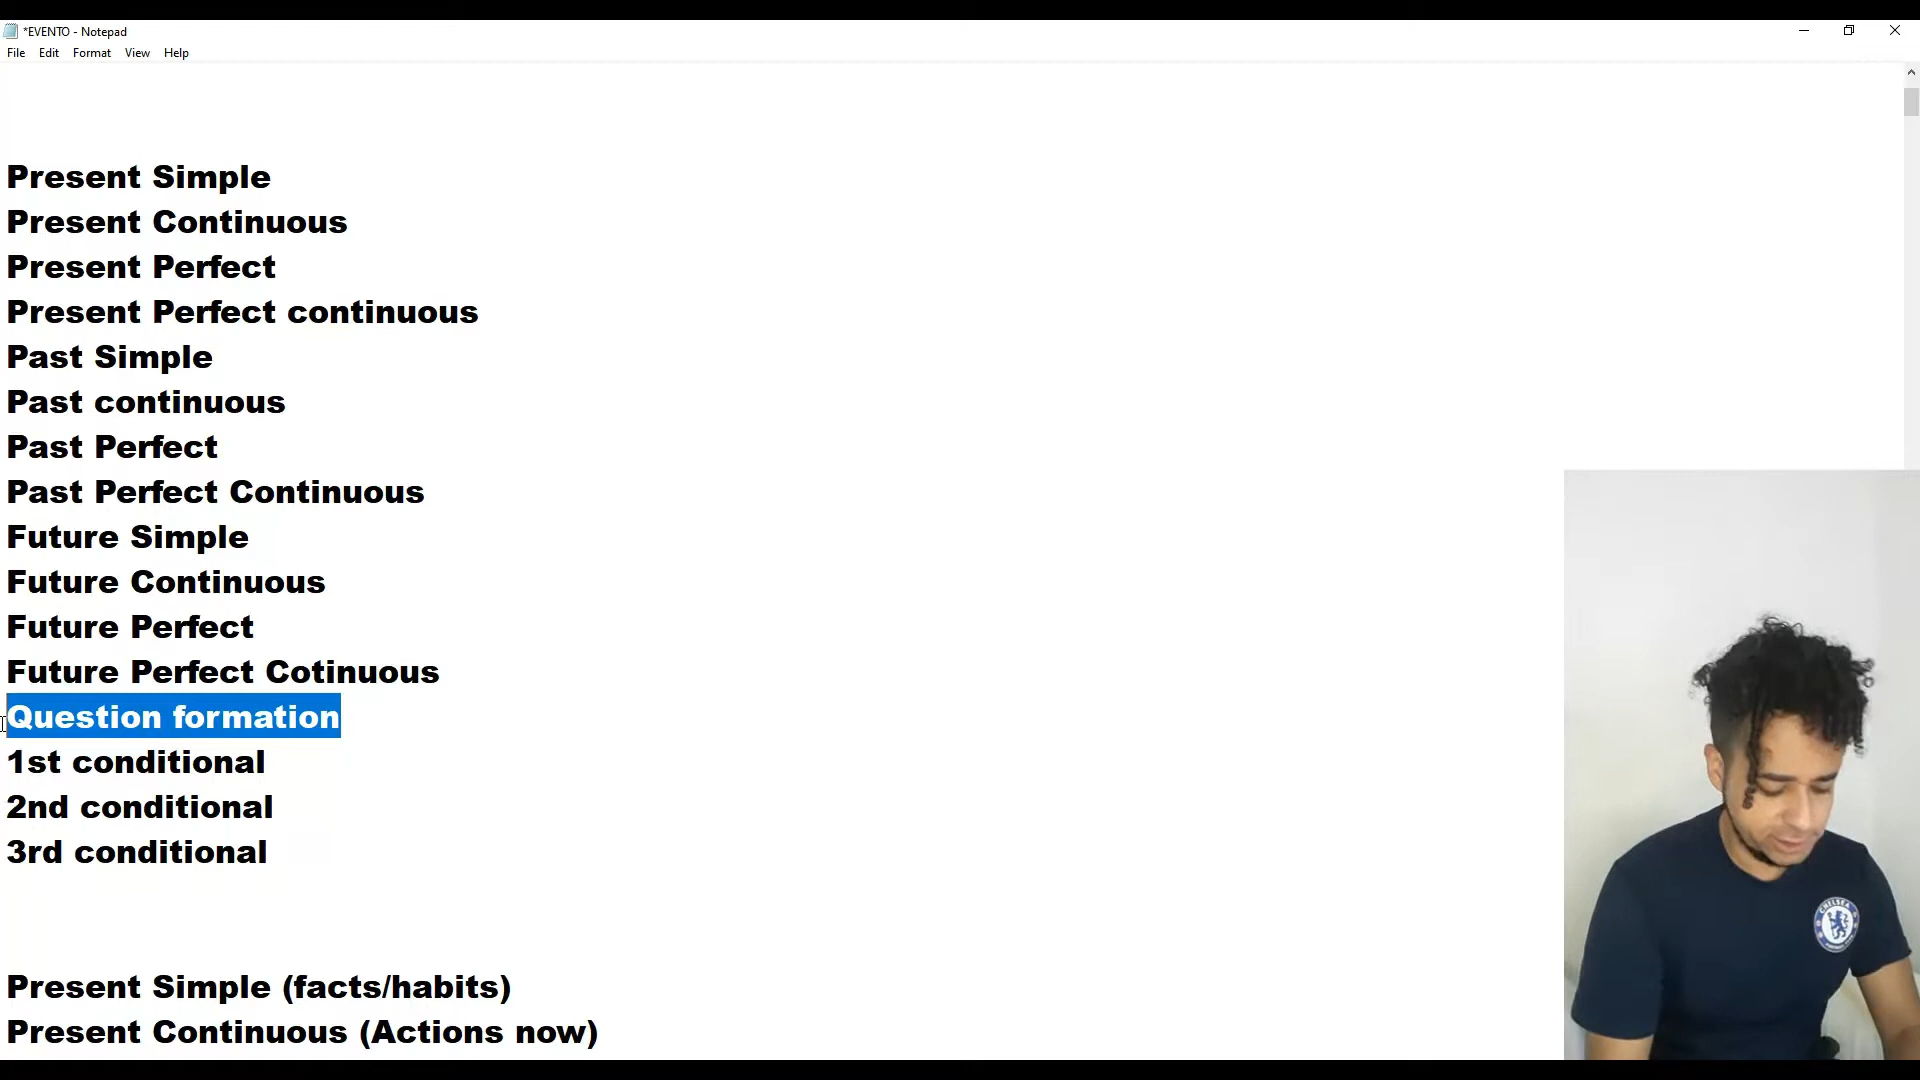 *EVENTO - Notepad
File Edit Format View Help
Present Simple
Present Continuous
Present Perfect
Present Perfect continuous
Past Simple
Past continuous
Past Perfect
Past Perfect Continuous
Future Simple
Future Continuous
Future Perfect
Future Perfect Cotinuous
Question formation
1st conditional
2nd conditional
3rd conditional
Present Simple (facts/habits)
Present Continuous (Actions now)
CHELSEA